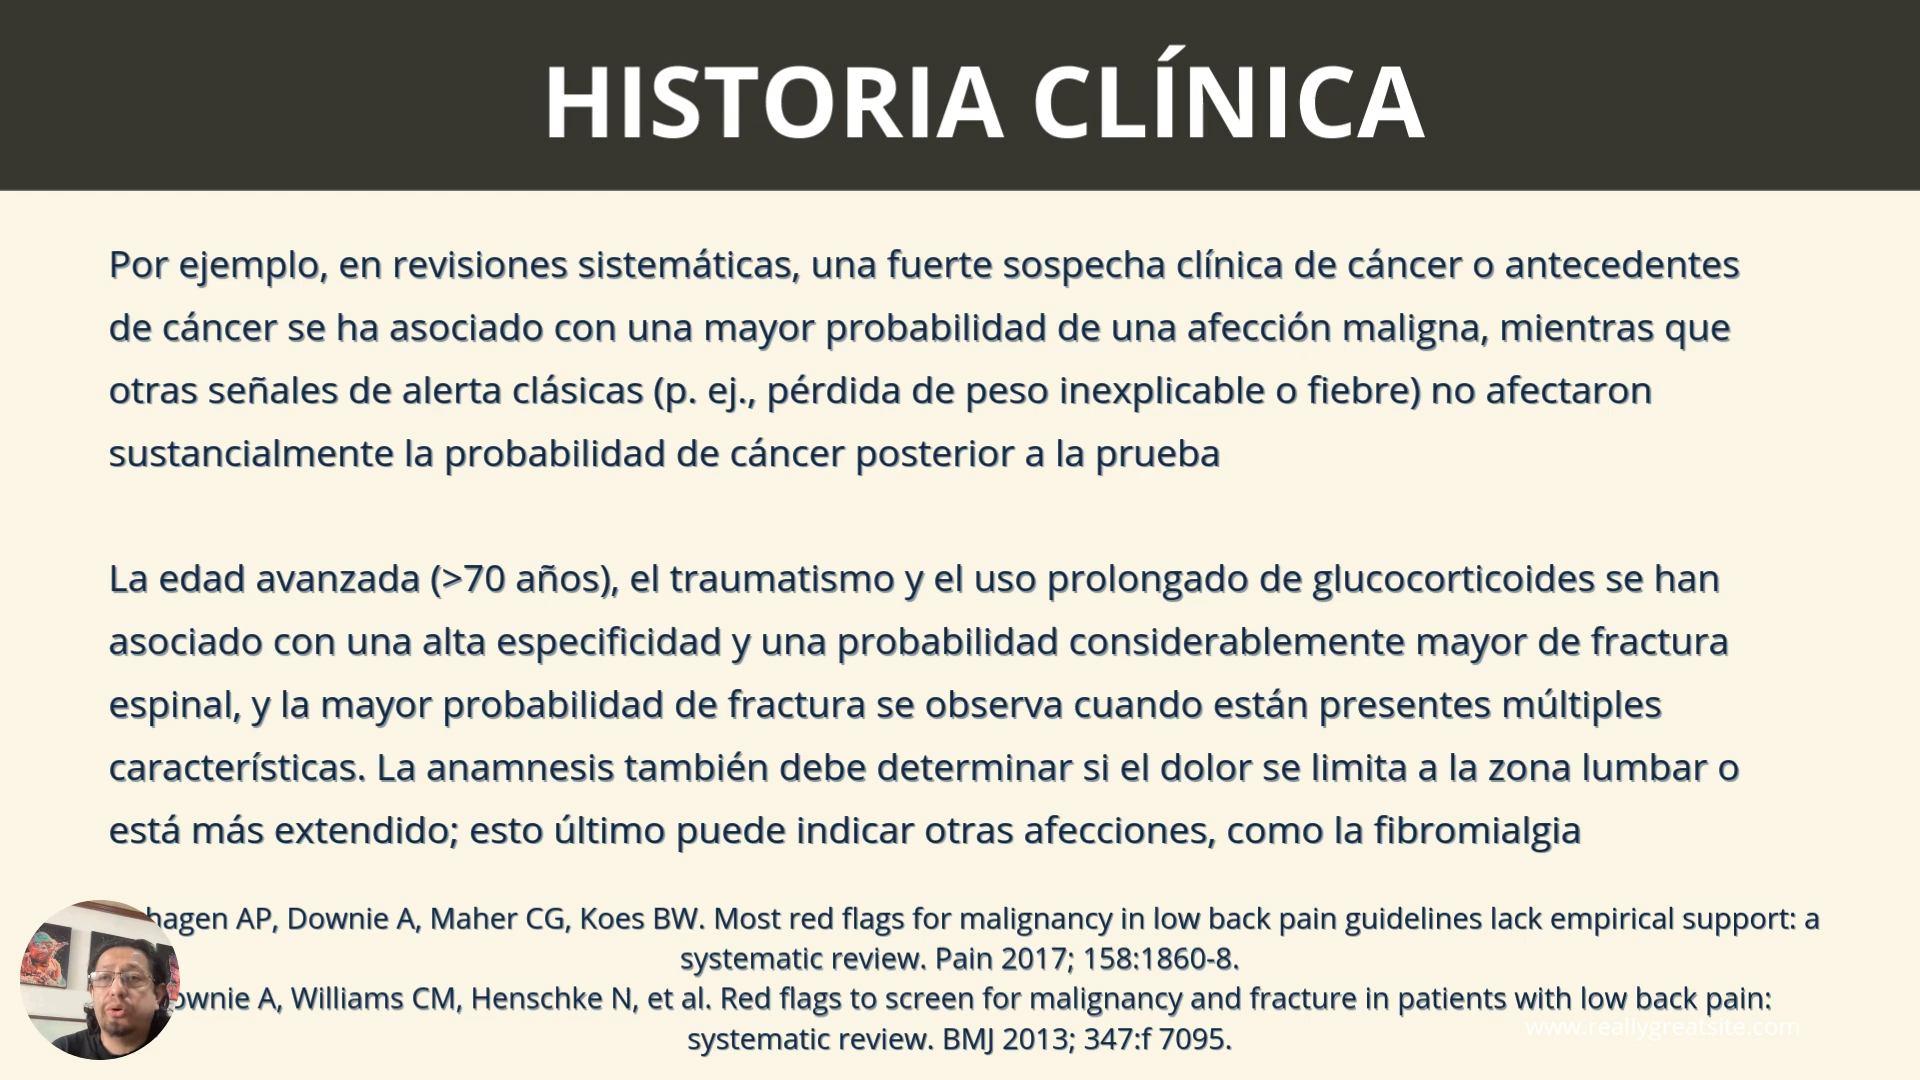 HISTORIA CLÍNICA
Por ejemplo, en revisiones sistemáticas, una fuerte sospecha clínica de cáncer o antecedentes
de cáncer se ha asociado con una mayor probabilidad de una afección maligna, mientras que
otras señales de alerta clásicas (p. ej., pérdida de peso inexplicable o fiebre) no afectaron
sustancialmente la probabilidad de cáncer posterior a la prueba
La edad avanzada (>70 años), el traumatismo y el uso prolongado de glucocorticoides se han
asociado con una alta especificidad y una probabilidad considerablemente mayor de fractura
espinal, y la mayor probabilidad de fractura se observa cuando están presentes múltiples
características. La anamnesis también debe determinar si el dolor se limita a la zona lumbar o
está más extendido; esto último puede indicar otras afecciones, como la fibromialgia
AP, Downie A, Maher CG, Koes BW. Most red flags for malignancy in low back pain guidelines lack empirical support: a
systematic review. Pain 2017; 158:1860-8.
A, Williams CM, Henschke N, et al. Red flags to screen for malignancy and fracture in patients with low back pain:
systematic review. BMJ 2013; 347:f 7095.
www.reallygreatsite.com